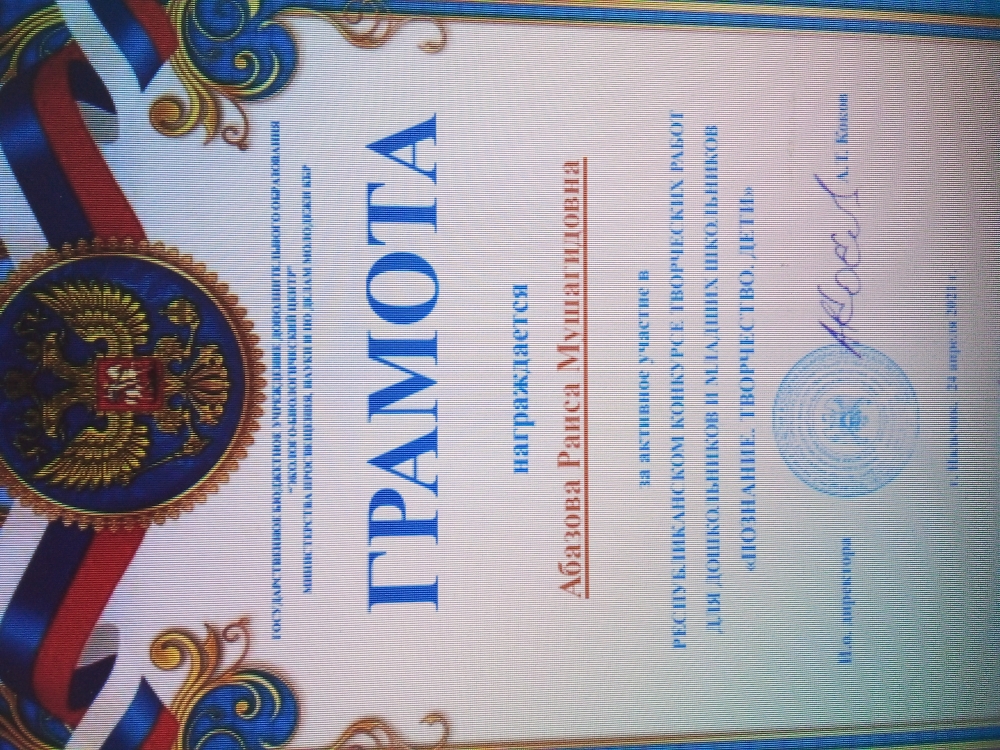 ГОСУДАРСТВЕННОЕ БЮДЖЕТНОЕ УЧРЕЖДЕНИЕ ДОПОЛНИТЕЛЬНОГО ОБРАЗОВАНИЯ
"ЭКОЛОГО-БИОЛОГИЧЕСКИЙ ЦЕНТР"
МИНИСТЕРСТВА ПРОСВЕЩЕНИЯ, НАУКИ И ПО ДЕЛАМ МОЛОДЕЖИ КБР
ГРАМОТА
награждается
Абазова Раиса Мушагидовна
за активное участие в
РЕСПУБЛИКАНСКОМ КОНКУРСЕ ТВОРЧЕСКИХ РАБОТ
ДЛЯ ДОШКОЛЬНИКОВ И МЛАДШИХ ШКОЛЬНИКОВ
«ПОЗНАНИЕ. ТВОРЧЕСТВО. ДЕТИ»
И.о. директора А.Т. Коков
г. Нальчик, 24 апреля 2021 г.